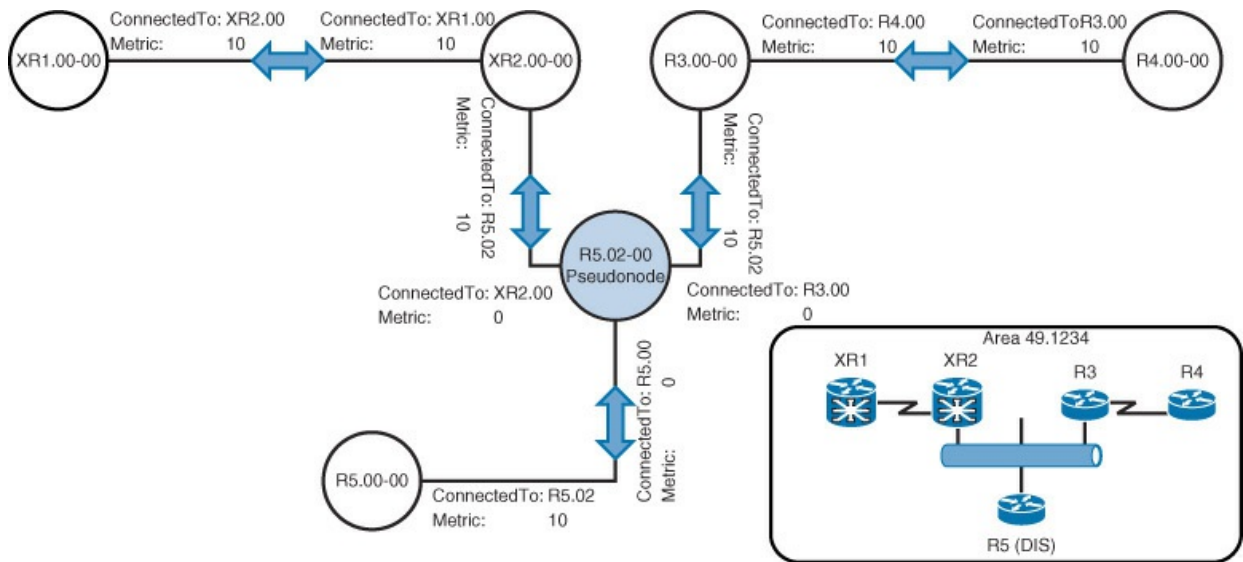 ConnectedTo: XR2.00
Metric: 10
ConnectedTo: XR1.00
Metric: 10
ConnectedTo: R4.00
Metric: 10
ConnectedTo:R3.00
Metric: 10
XR1.00-00
XR2.00-00
R3.00-00
R4.00-00
ConnectedTo: R5.02
Metric: 10
ConnectedTo: R5.02
Metric: 10
R5.02-00
Pseudonode
ConnectedTo: XR2.00
Metric: 0
ConnectedTo: R3.00
Metric: 0
ConnectedTo: R5.00
Metric: 0
R5.00-00
ConnectedTo: R5.02
Metric: 10
Area 49.1234
XR1
XR2
R3
R4
R5 (DIS)